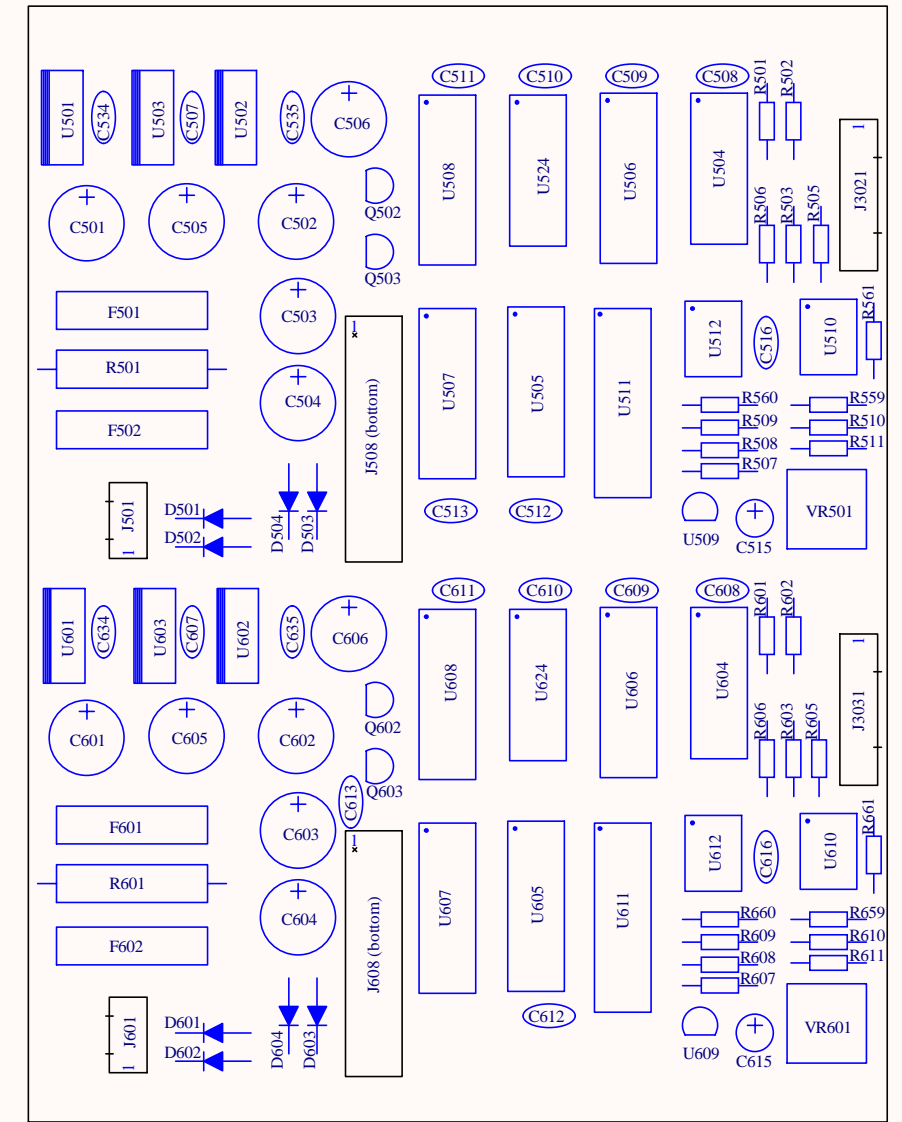 C511
C510
C509
C508
R501
R502
U501
C534
U503
C507
U502
C535
C506
U508
U524
U506
U504
1
J3021
Q502
C501
C505
C502
R506
R503
R505
Q503
F501
C503
1
J508 (bottom)
U507
U505
U511
U512
C516
U510
R561
R501
C504
F502
R560
R559
R509
R510
R508
R511
R507
J501
1
D501
D502
D504
D503
C513
C512
U509
C515
VR501
C611
C610
C609
C608
R601
R602
U601
C634
U603
C607
U602
C635
C606
U608
U624
U606
U604
1
J3031
Q602
C601
C605
C602
R606
R603
R605
Q603
C613
F601
C603
1
J608 (bottom)
U607
U605
U611
U612
C616
U610
R661
R601
C604
F602
R660
R659
R609
R610
R608
R611
R607
J601
1
D601
D602
D604
D603
C612
U609
C615
VR601